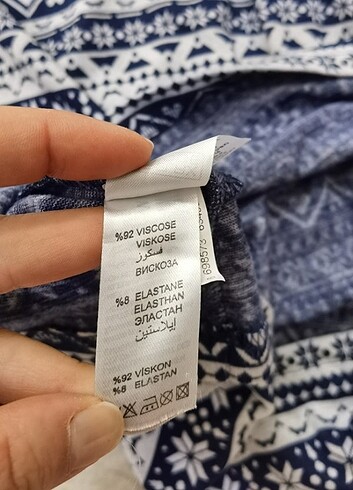 %92 VISCOSE
VISKOSE
فسكوز
ВИСКОЗА
%8 ELASTANE
ELASTHAN
ЭЛАСТАН
إيلاستين
%92 VİSKON
%8 ELASTAN